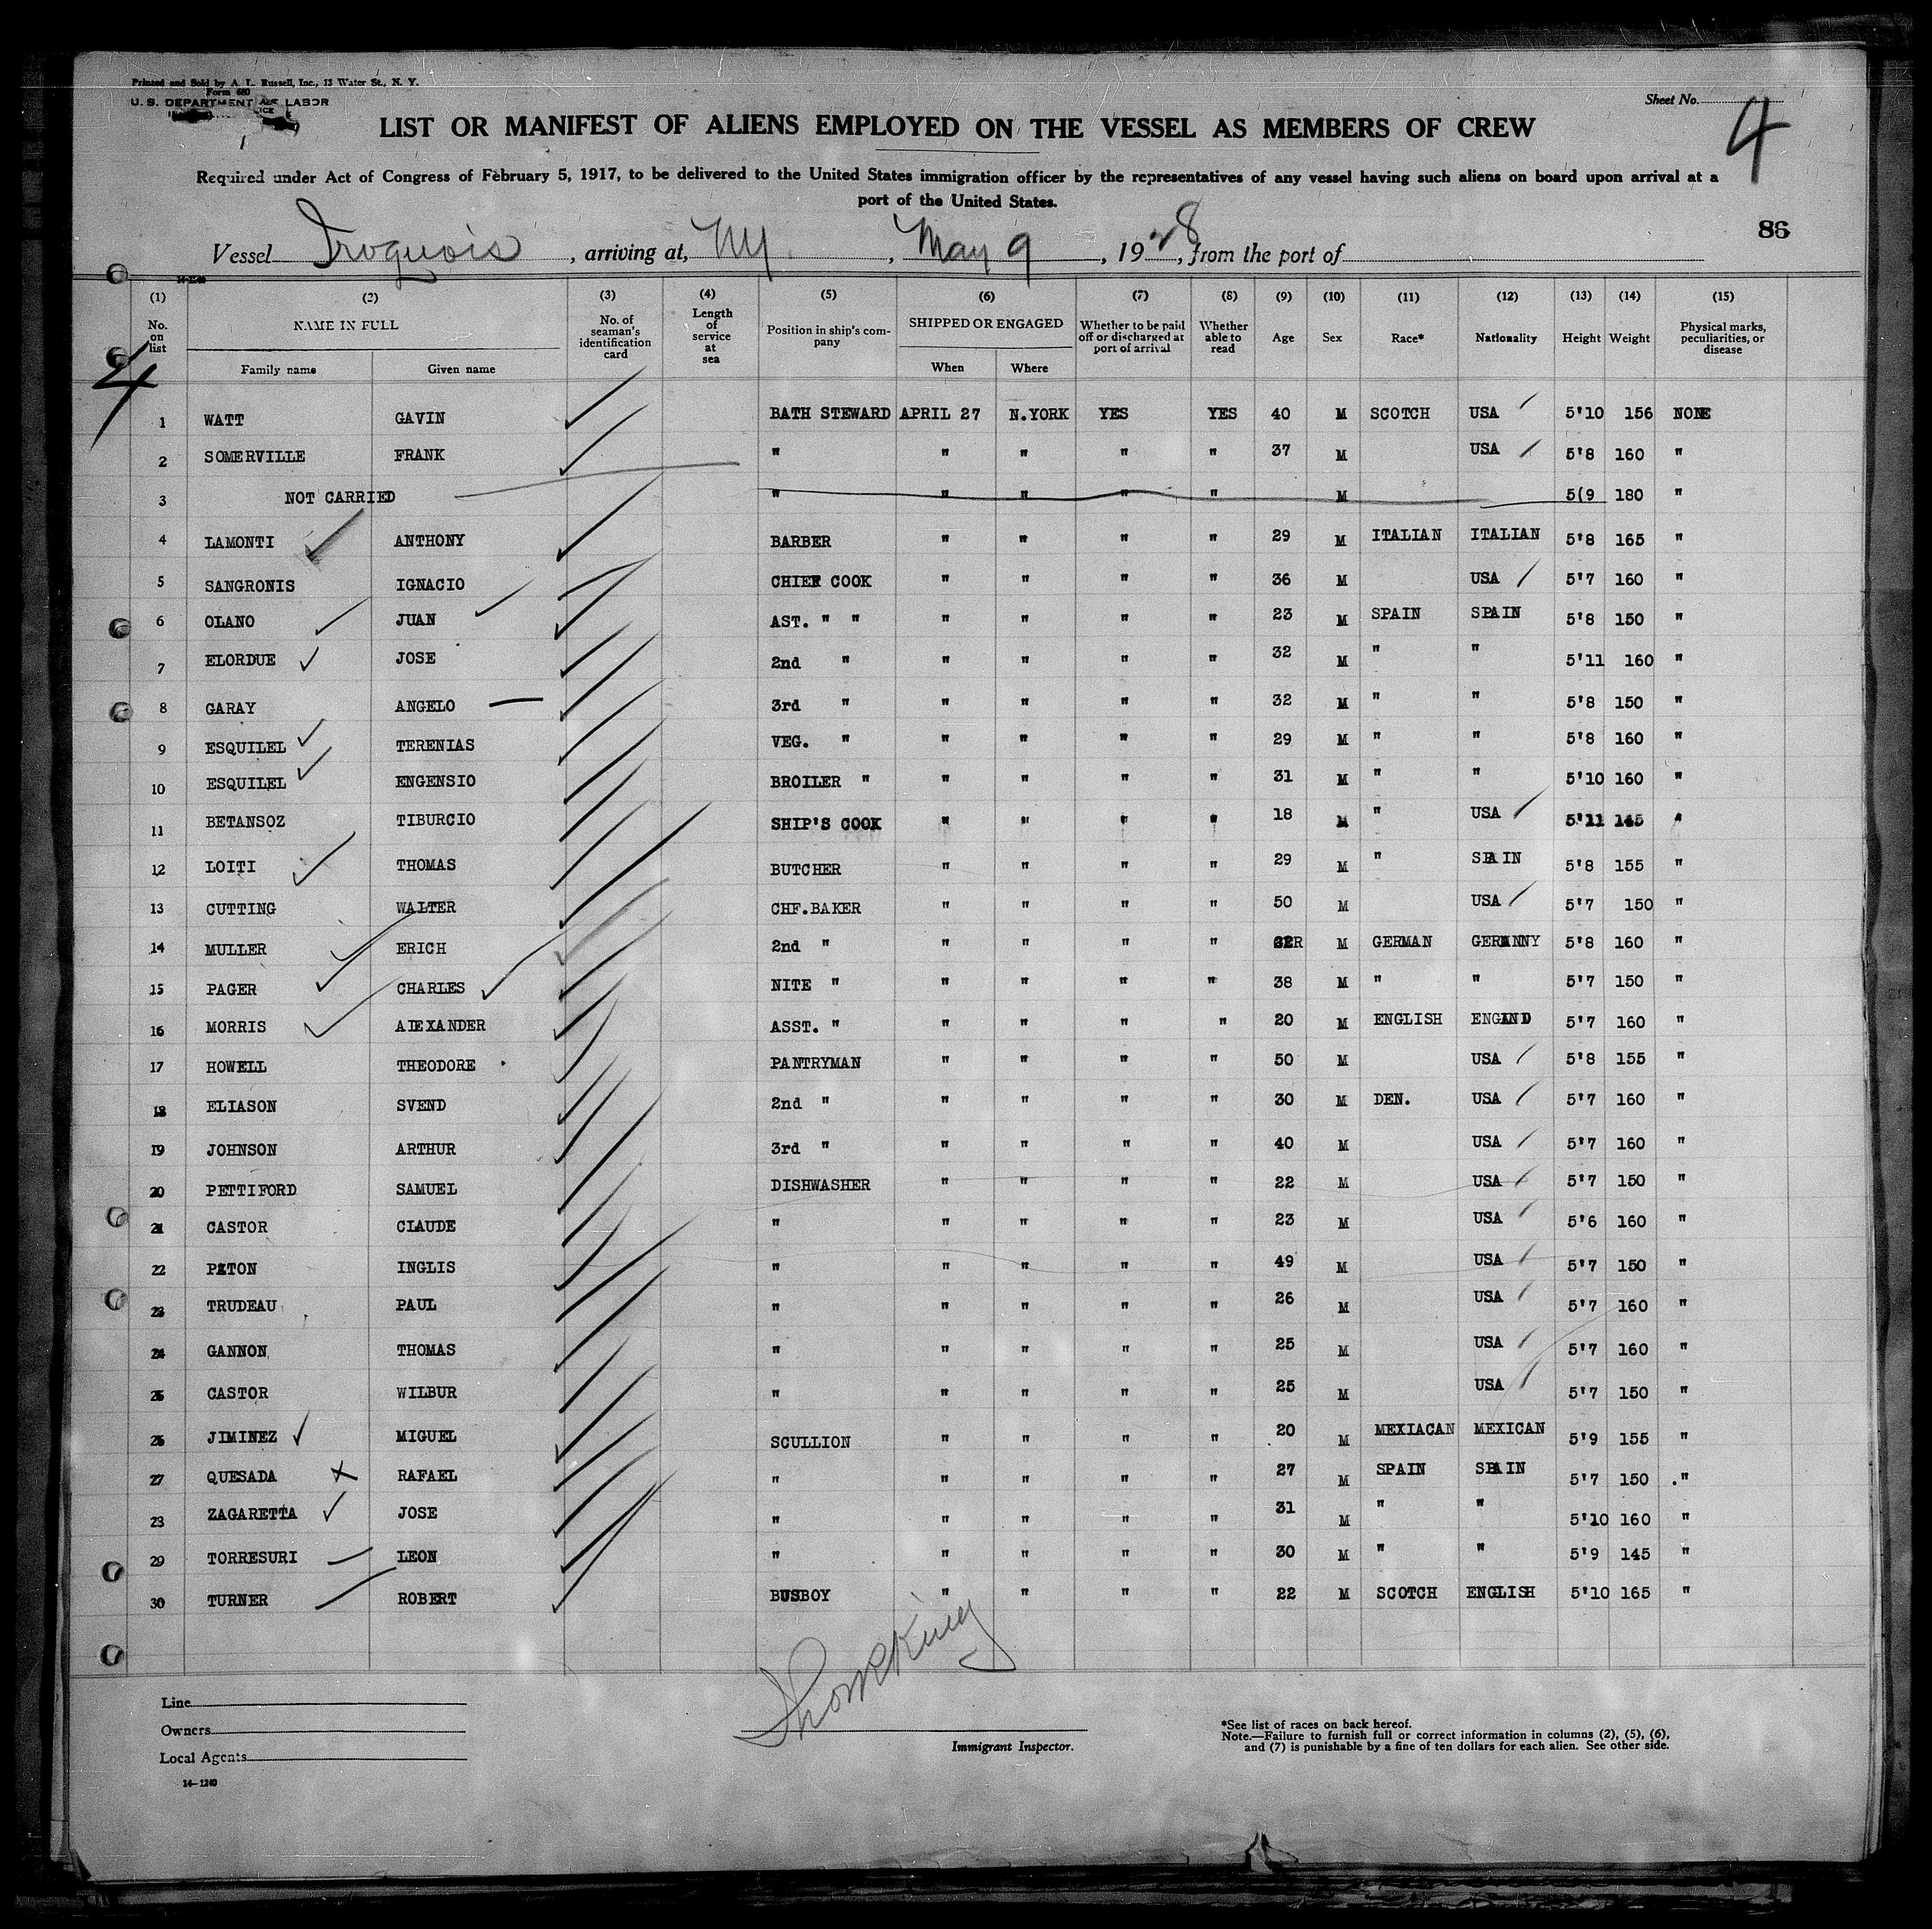 Printed and Sold by A. L. Russell, Inc., 13 Water St., N. Y.
Form 680
U. S. DEPARTMENT OF LABOR
Sheet No. 4
LIST OR MANIFEST OF ALIENS EMPLOYED ON THE VESSEL AS MEMBERS OF CREW
Required under Act of Congress of February 5, 1917, to be delivered to the United States immigration officer by the representatives of any vessel having such aliens on board upon arrival at a
port of the United States.
86
Vessel Iroquois, arriving at, NY., May 9, 1928, from the port of
(1) (2) (3) (4) (5) (6) (7) (8) (9) (10) (11) (12) (13) (14) (15)
No. on list NAME IN FULL No. of seaman's identification card Length of service at sea Position in ship's company SHIPPED OR ENGAGED Whether to be paid off or discharged at port of arrival Whether able to read Age Sex Race* Nationality Height Weight Physical marks, peculiarities, or disease
Family name Given name When Where
4
1 WATT GAVIN BATH STEWARD APRIL 27 N.YORK YES YES 40 M SCOTCH USA 5'10 156 NONE
2 SOMERVILLE FRANK " " " " " 37 M USA 5'8 160 "
3 NOT CARRIED " " " " " M 5(9 180 "
4 LAMONTI ANTHONY BARBER " " " " 29 M ITALIAN ITALIAN 5'8 165 "
5 SANGRONIS IGNACIO CHIEF COOK " " " " 36 M USA 5'7 160 "
6 OLANO JUAN AST. " " " " " " 23 M SPAIN SPAIN 5'8 150 "
7 ELORDUE JOSE 2nd " " " " " 32 M " " 5'11 160 "
8 GARAY ANGELO 3rd " " " " " 32 M " " 5'8 150 "
9 ESQUILEL TERENIAS VEG. " " " " " 29 M " " 5'8 160 "
10 ESQUILEL ENGENSIO BROILER " " " " " 31 M " " 5'10 160 "
11 BETANSOZ TIBURCIO SHIP'S COOK " " " " 18 M " USA 5'11 145 "
12 LOITI THOMAS BUTCHER " " " " 29 M " SPAIN 5'8 155 "
13 CUTTING WALTER CHF.BAKER " " " " 50 M USA 5'7 150 "
14 MULLER ERICH 2nd " " " " " M GERMAN GERMANNY 5'8 160 "
15 PAGER CHARLES NITE " " " " " 38 M " " 5'7 150 "
16 MORRIS ALEXANDER ASST. " " " " " 20 M ENGLISH ENGLAND 5'7 160 "
17 HOWELL THEODORE PANTRYMAN " " " " 50 M USA 5'8 155 "
18 ELIASON SVEND 2nd " " " " " 30 M DEN. USA 5'7 160 "
19 JOHNSON ARTHUR 3rd " " " " " 40 M USA 5'7 160 "
20 PETTIFORD SAMUEL DISHWASHER " " " " 22 M USA 5'7 150 "
21 CASTOR CLAUDE " " " " " 23 M USA 5'6 160 "
22 PATON INGLIS " " " " " 49 M USA 5'7 150 "
23 TRUDEAU PAUL " " " " " 26 M USA 5'7 160 "
24 GANNON THOMAS " " " " " 25 M USA 5'7 160 "
25 CASTOR WILBUR " " " " " 25 M USA 5'7 150 "
26 JIMINEZ MIGUEL SCULLION " " " " 20 M MEXIACAN MEXICAN 5'9 155 "
27 QUESADA RAFAEL " " " " " 27 M SPAIN SPAIN 5'7 150 "
23 ZAGARETTA JOSE " " " " " 31 M " " 5'10 160 "
29 TORRESURI LEON " " " " " 30 M " " 5'9 145 "
30 TURNER ROBERT BUSBOY " " " " 22 M SCOTCH ENGLISH 5'10 165 "
Line
Owners
Local Agents
14—1240
Immigrant Inspector.
*See list of races on back hereof.
Note.—Failure to furnish full or correct information in columns (2), (5), (6),
and (7) is punishable by a fine of ten dollars for each alien. See other side.